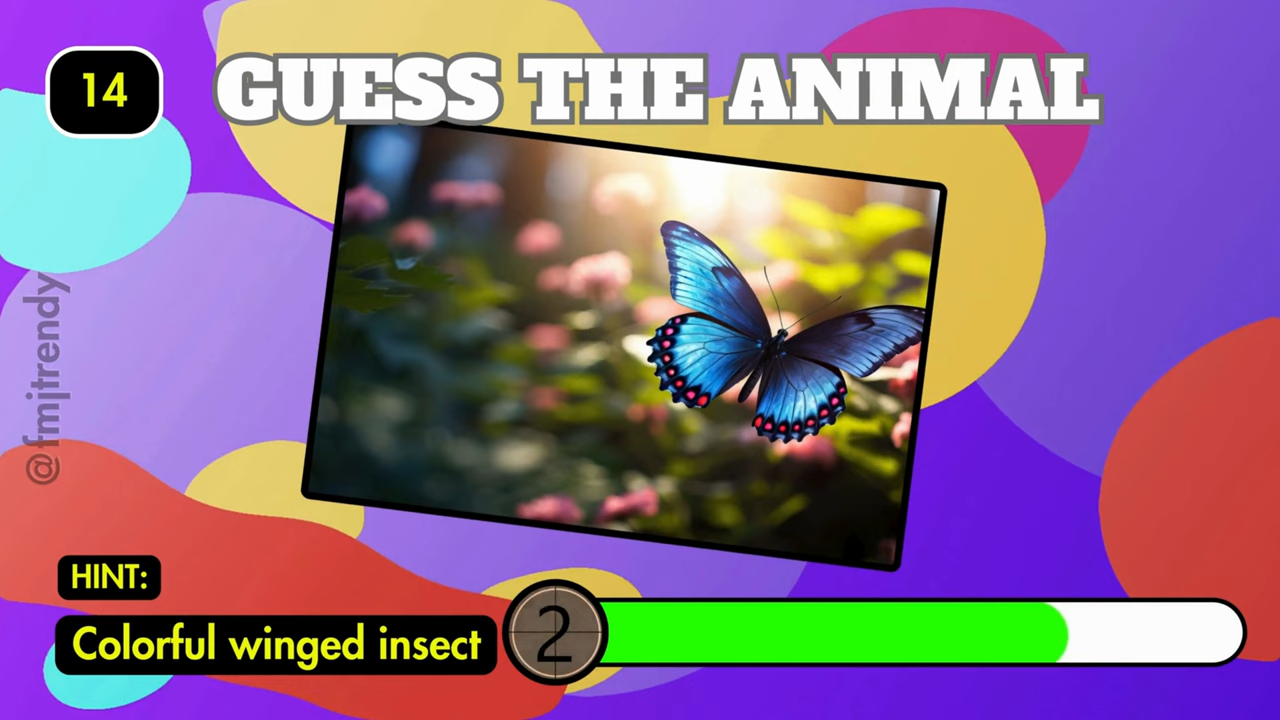 14
GUESS THE ANIMAL
@fmjtrendy
HINT:
Colorful winged insect
2